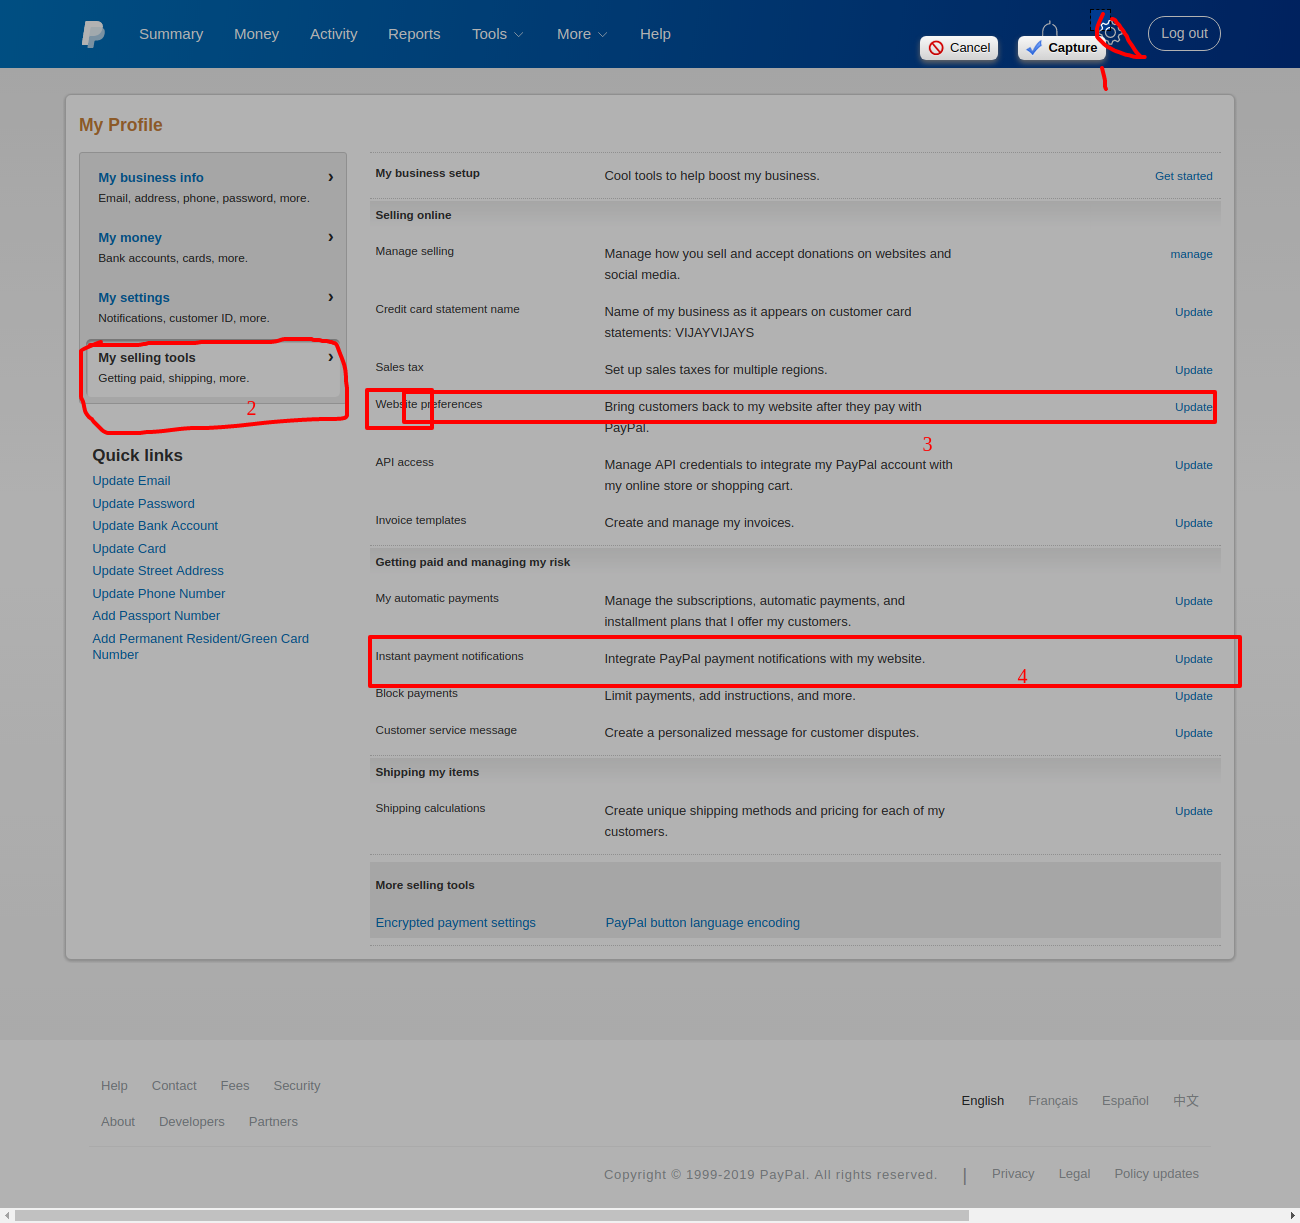 Summary Money Activity Reports Tools More Help Log out
Cancel Capture
My Profile
My business info
Email, address, phone, password, more.
My money
Bank accounts, cards, more.
My settings
Notifications, customer ID, more.
My selling tools
Getting paid, shipping, more.
2
Quick links
Update Email
Update Password
Update Bank Account
Update Card
Update Street Address
Update Phone Number
Add Passport Number
Add Permanent Resident/Green Card
Number
My business setup Cool tools to help boost my business. Get started
Selling online
Manage selling Manage how you sell and accept donations on websites and manage
social media.
Credit card statement name Name of my business as it appears on customer card Update
statements: VIJAYVIJAYS
Sales tax Set up sales taxes for multiple regions. Update
Website preferences Bring customers back to my website after they pay with Update
PayPal.
3
API access Manage API credentials to integrate my PayPal account with Update
my online store or shopping cart.
Invoice templates Create and manage my invoices. Update
Getting paid and managing my risk
My automatic payments Manage the subscriptions, automatic payments, and Update
installment plans that I offer my customers.
Instant payment notifications Integrate PayPal payment notifications with my website. Update
4
Block payments Limit payments, add instructions, and more. Update
Customer service message Create a personalized message for customer disputes. Update
Shipping my items
Shipping calculations Create unique shipping methods and pricing for each of my Update
customers.
More selling tools
Encrypted payment settings PayPal button language encoding
Help Contact Fees Security
About Developers Partners
English Français Español 中文
Copyright © 1999-2019 PayPal. All rights reserved. | Privacy Legal Policy updates